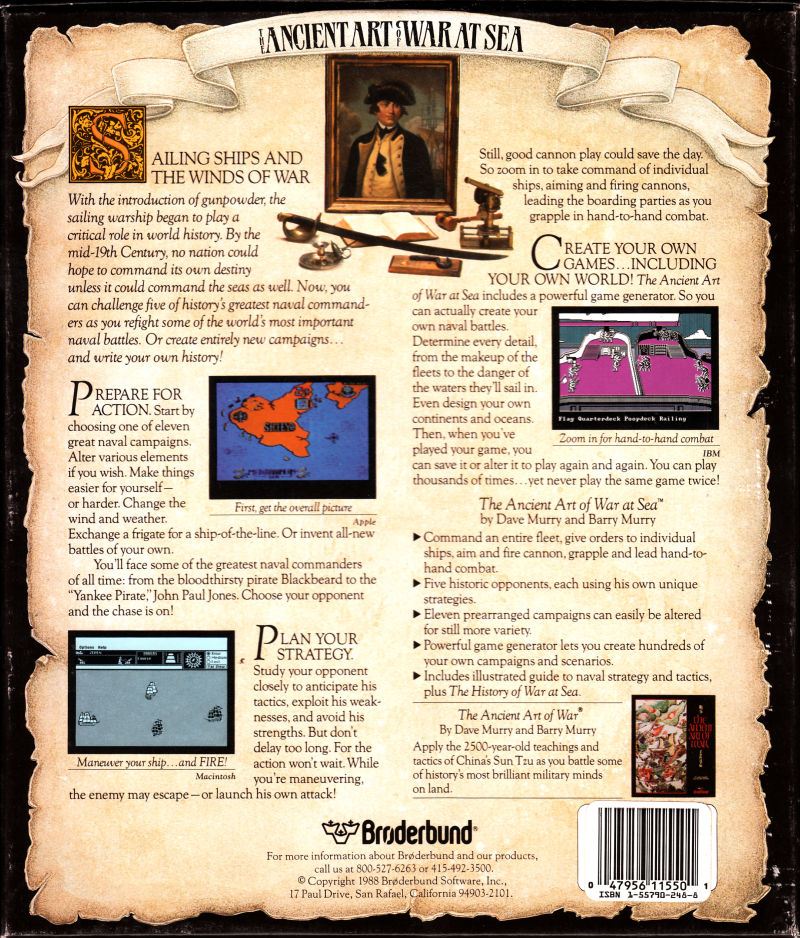 THE ANCIENT ART OF WAR AT SEA
SAILING SHIPS AND
THE WINDS OF WAR
With the introduction of gunpowder, the
sailing warship began to play a
critical role in world history. By the
mid-19th Century, no nation could
hope to command its own destiny
unless it could command the seas as well. Now, you
can challenge five of history's greatest naval command-
ers as you refight some of the world's most important
naval battles. Or create entirely new campaigns…
and write your own history!
PREPARE FOR
ACTION. Start by
choosing one of eleven
great naval campaigns.
Alter various elements
if you wish. Make things
easier for yourself—
or harder. Change the
wind and weather.
Exchange a frigate for a ship-of-the-line. Or invent all-new
battles of your own.
You'll face some of the greatest naval commanders
of all time: from the bloodthirsty pirate Blackbeard to the
"Yankee Pirate," John Paul Jones. Choose your opponent
and the chase is on!
SHIPS
First, get the overall picture
Apple
Options Help
Maneuver your ship…and FIRE!
Macintosh
PLAN YOUR
STRATEGY.
Study your opponent
closely to anticipate his
tactics, exploit his weak-
nesses, and avoid his
strengths. But don't
delay too long. For the
action won't wait. While
you're maneuvering,
the enemy may escape—or launch his own attack!
Still, good cannon play could save the day.
So zoom in to take command of individual
ships, aiming and firing cannons,
leading the boarding parties as you
grapple in hand-to-hand combat.
CREATE YOUR OWN
GAMES…INCLUDING
YOUR OWN WORLD! The Ancient Art
of War at Sea includes a powerful game generator. So you
can actually create your
own naval battles.
Determine every detail,
from the makeup of the
fleets to the danger of
the waters they'll sail in.
Even design your own
continents and oceans.
Then, when you've
played your game, you
can save it or alter it to play again and again. You can play
thousands of times…yet never play the same game twice!
Flag Quarterdeck Poopdeck Railing
Zoom in for hand-to-hand combat
IBM
The Ancient Art of War at Sea™
by Dave Murry and Barry Murry
▶ Command an entire fleet, give orders to individual
ships, aim and fire cannon, grapple and lead hand-to-
hand combat.
▶ Five historic opponents, each using his own unique
strategies.
▶ Eleven prearranged campaigns can easily be altered
for still more variety.
▶ Powerful game generator lets you create hundreds of
your own campaigns and scenarios.
▶ Includes illustrated guide to naval strategy and tactics,
plus The History of War at Sea.
The Ancient Art of War®
By Dave Murry and Barry Murry
Apply the 2500-year-old teachings and
tactics of China's Sun Tzu as you battle some
of history's most brilliant military minds
on land.
THE
ANCIENT
ART OF
WAR
Brøderbund®
For more information about Brøderbund and our products,
call us at 800-527-6263 or 415-492-3500.
© Copyright 1988 Brøderbund Software, Inc.,
17 Paul Drive, San Rafael, California 94903-2101.
0 47956 11550 1
ISBN 1-55790-248-8